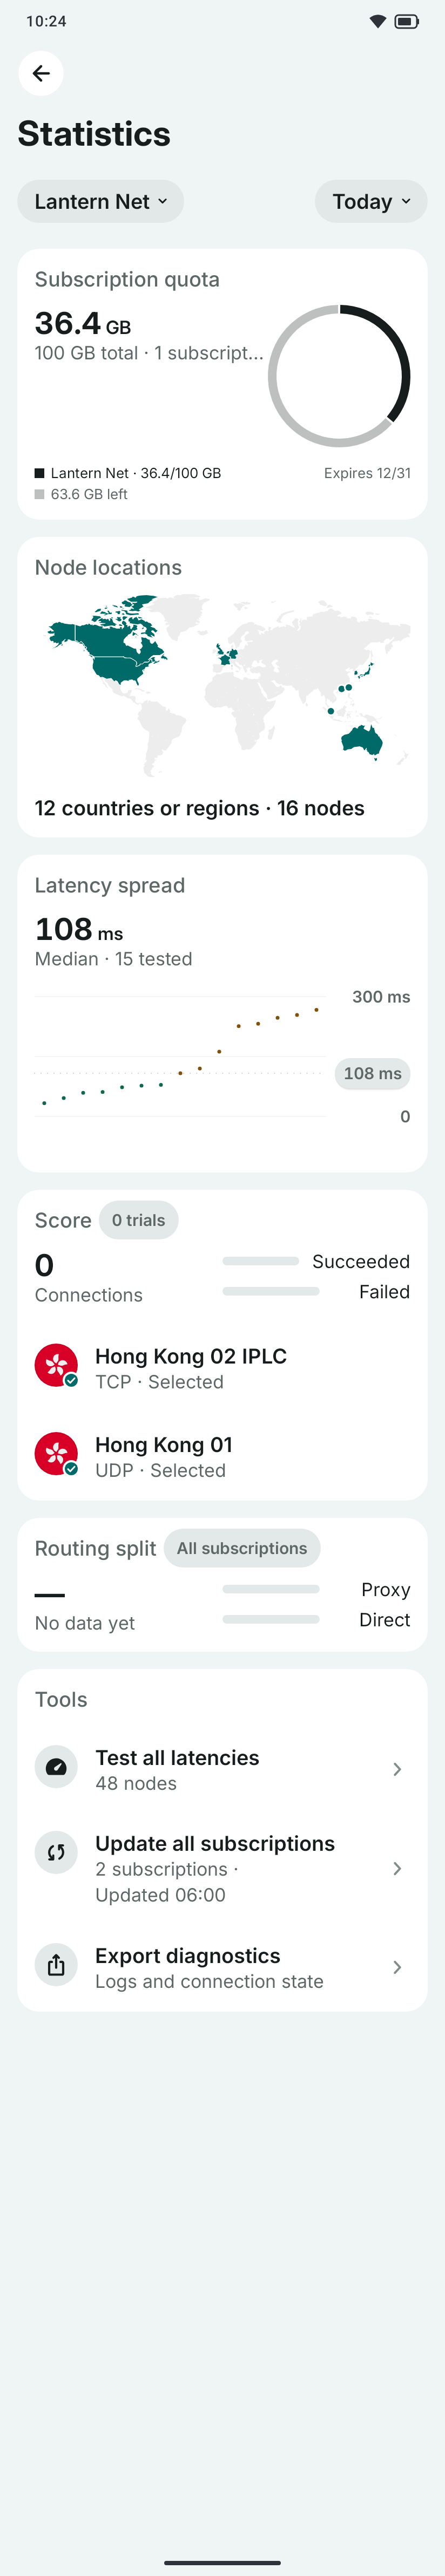 10:24
Statistics
Lantern Net
Today
Subscription quota
36.4 GB
100 GB total · 1 subscript...
Lantern Net · 36.4/100 GB
Expires 12/31
63.6 GB left
Node locations
12 countries or regions · 16 nodes
Latency spread
108 ms
Median · 15 tested
300 ms
108 ms
0
Score
0 trials
0
Connections
Succeeded
Failed
Hong Kong 02 IPLC
TCP · Selected
Hong Kong 01
UDP · Selected
Routing split
All subscriptions
—
No data yet
Proxy
Direct
Tools
Test all latencies
48 nodes
Update all subscriptions
2 subscriptions ·
Updated 06:00
Export diagnostics
Logs and connection state